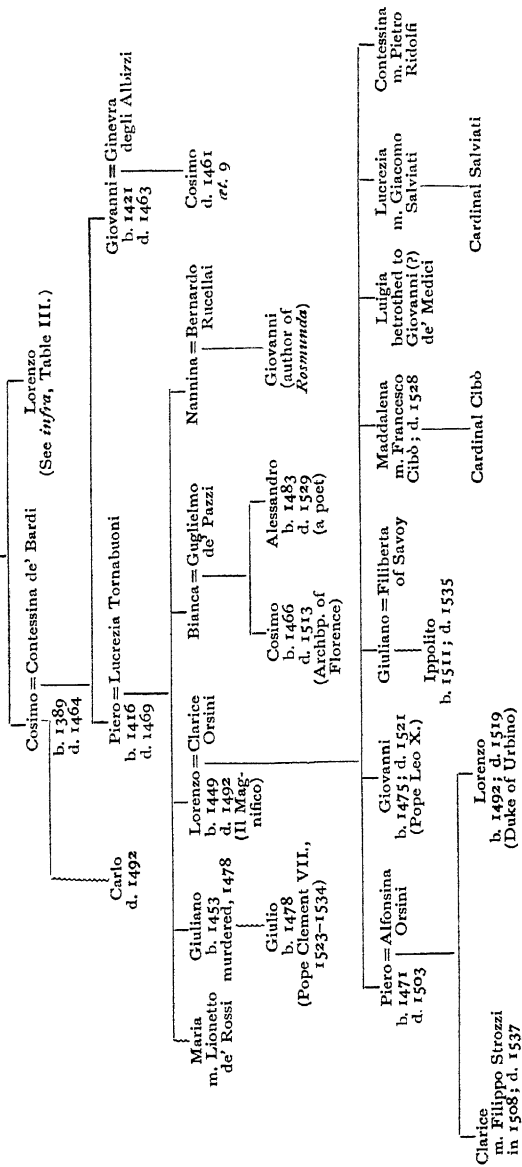 Cosimo = Contessina de' Bardi
b. 1389
d. 1464
Lorenzo
(See infra, Table III.)
Carlo
d. 1492
Piero = Lucrezia Tornabuoni
b. 1416
d. 1469
Giovanni = Ginevra
b. 1421 degli Albizzi
d. 1463
Cosimo
d. 1461
æt. 9
Maria
m. Lionetto
de' Rossi
Giuliano
b. 1453
murdered, 1478
Giulio
b. 1478
(Pope Clement VII.,
1523–1534)
Lorenzo = Clarice
b. 1449 Orsini
d. 1492
(Il Mag-
nifico)
Bianca = Guglielmo
de' Pazzi
Cosimo
b. 1466
d. 1513
(Archbp. of
Florence)
Alessandro
b. 1483
d. 1529
(a poet)
Nannina = Bernardo
Rucellai
Giovanni
(author of
Rosmunda)
Piero = Alfonsina
b. 1471 Orsini
d. 1503
Giovanni
b. 1475; d. 1521
(Pope Leo X.)
Giuliano = Filiberta
of Savoy
Ippolito
b. 1511; d. 1535
Maddalena
m. Francesco
Cibò; d. 1528
Cardinal Cibò
Luigia
betrothed to
Giovanni (?)
de' Medici
Lucrezia
m. Giacomo
Salviati
Cardinal Salviati
Contessina
m. Pietro
Ridolfi
Clarice
m. Filippo Strozzi
in 1508; d. 1537
Lorenzo
b. 1492; d. 1519
(Duke of Urbino)